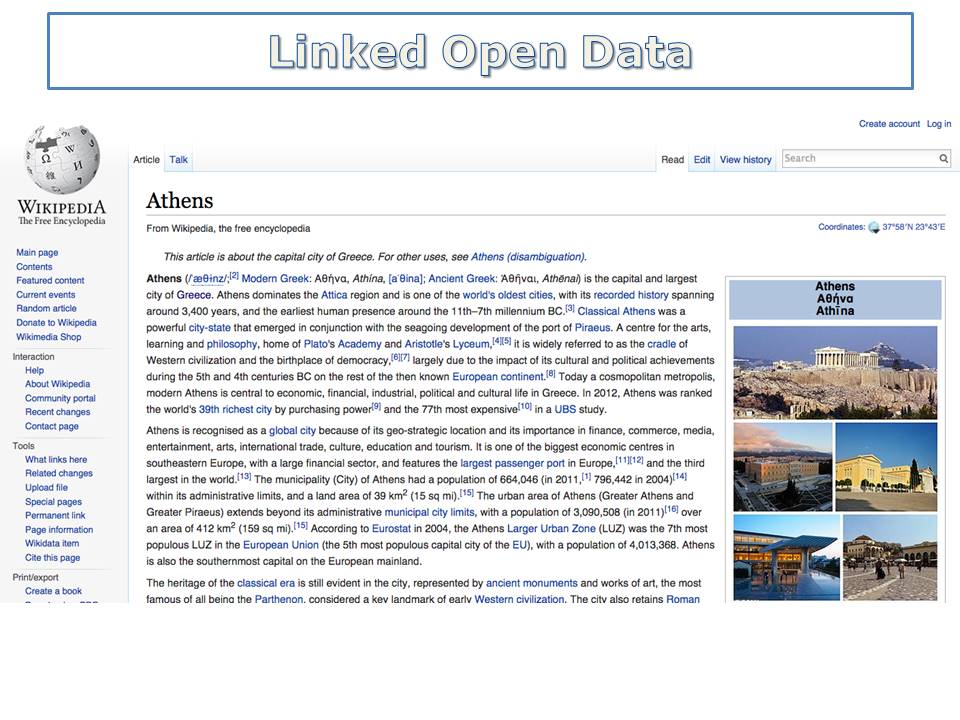 Linked Open Data
Create account Log in
Article Talk Read Edit View history Search
WIKIPEDIA
The Free Encyclopedia
Main page
Contents
Featured content
Current events
Random article
Donate to Wikipedia
Wikimedia Shop
Interaction
Help
About Wikipedia
Community portal
Recent changes
Contact page
Tools
What links here
Related changes
Upload file
Special pages
Permanent link
Page information
Wikidata item
Cite this page
Print/export
Create a book
Athens
From Wikipedia, the free encyclopedia
Coordinates: 37°58′N 23°43′E
This article is about the capital city of Greece. For other uses, see Athens (disambiguation).
Athens (/ˈæθɨnz/;[2] Modern Greek: Αθήνα, Athína, [aˈθina]; Ancient Greek: Ἀθῆναι, Athēnai) is the capital and largest
city of Greece. Athens dominates the Attica region and is one of the world's oldest cities, with its recorded history spanning
around 3,400 years, and the earliest human presence around the 11th–7th millennium BC.[3] Classical Athens was a
powerful city-state that emerged in conjunction with the seagoing development of the port of Piraeus. A centre for the arts,
learning and philosophy, home of Plato's Academy and Aristotle's Lyceum,[4][5] it is widely referred to as the cradle of
Western civilization and the birthplace of democracy,[6][7] largely due to the impact of its cultural and political achievements
during the 5th and 4th centuries BC on the rest of the then known European continent.[8] Today a cosmopolitan metropolis,
modern Athens is central to economic, financial, industrial, political and cultural life in Greece. In 2012, Athens was ranked
the world's 39th richest city by purchasing power[9] and the 77th most expensive[10] in a UBS study.
Athens is recognised as a global city because of its geo-strategic location and its importance in finance, commerce, media,
entertainment, arts, international trade, culture, education and tourism. It is one of the biggest economic centres in
southeastern Europe, with a large financial sector, and features the largest passenger port in Europe,[11][12] and the third
largest in the world.[13] The municipality (City) of Athens had a population of 664,046 (in 2011,[1] 796,442 in 2004)[14]
within its administrative limits, and a land area of 39 km² (15 sq mi).[15] The urban area of Athens (Greater Athens and
Greater Piraeus) extends beyond its administrative municipal city limits, with a population of 3,090,508 (in 2011)[16] over
an area of 412 km² (159 sq mi).[15] According to Eurostat in 2004, the Athens Larger Urban Zone (LUZ) was the 7th most
populous LUZ in the European Union (the 5th most populous capital city of the EU), with a population of 4,013,368. Athens
is also the southernmost capital on the European mainland.
The heritage of the classical era is still evident in the city, represented by ancient monuments and works of art, the most
famous of all being the Parthenon, considered a key landmark of early Western civilization. The city also retains Roman
Athens
Αθήνα
Athína